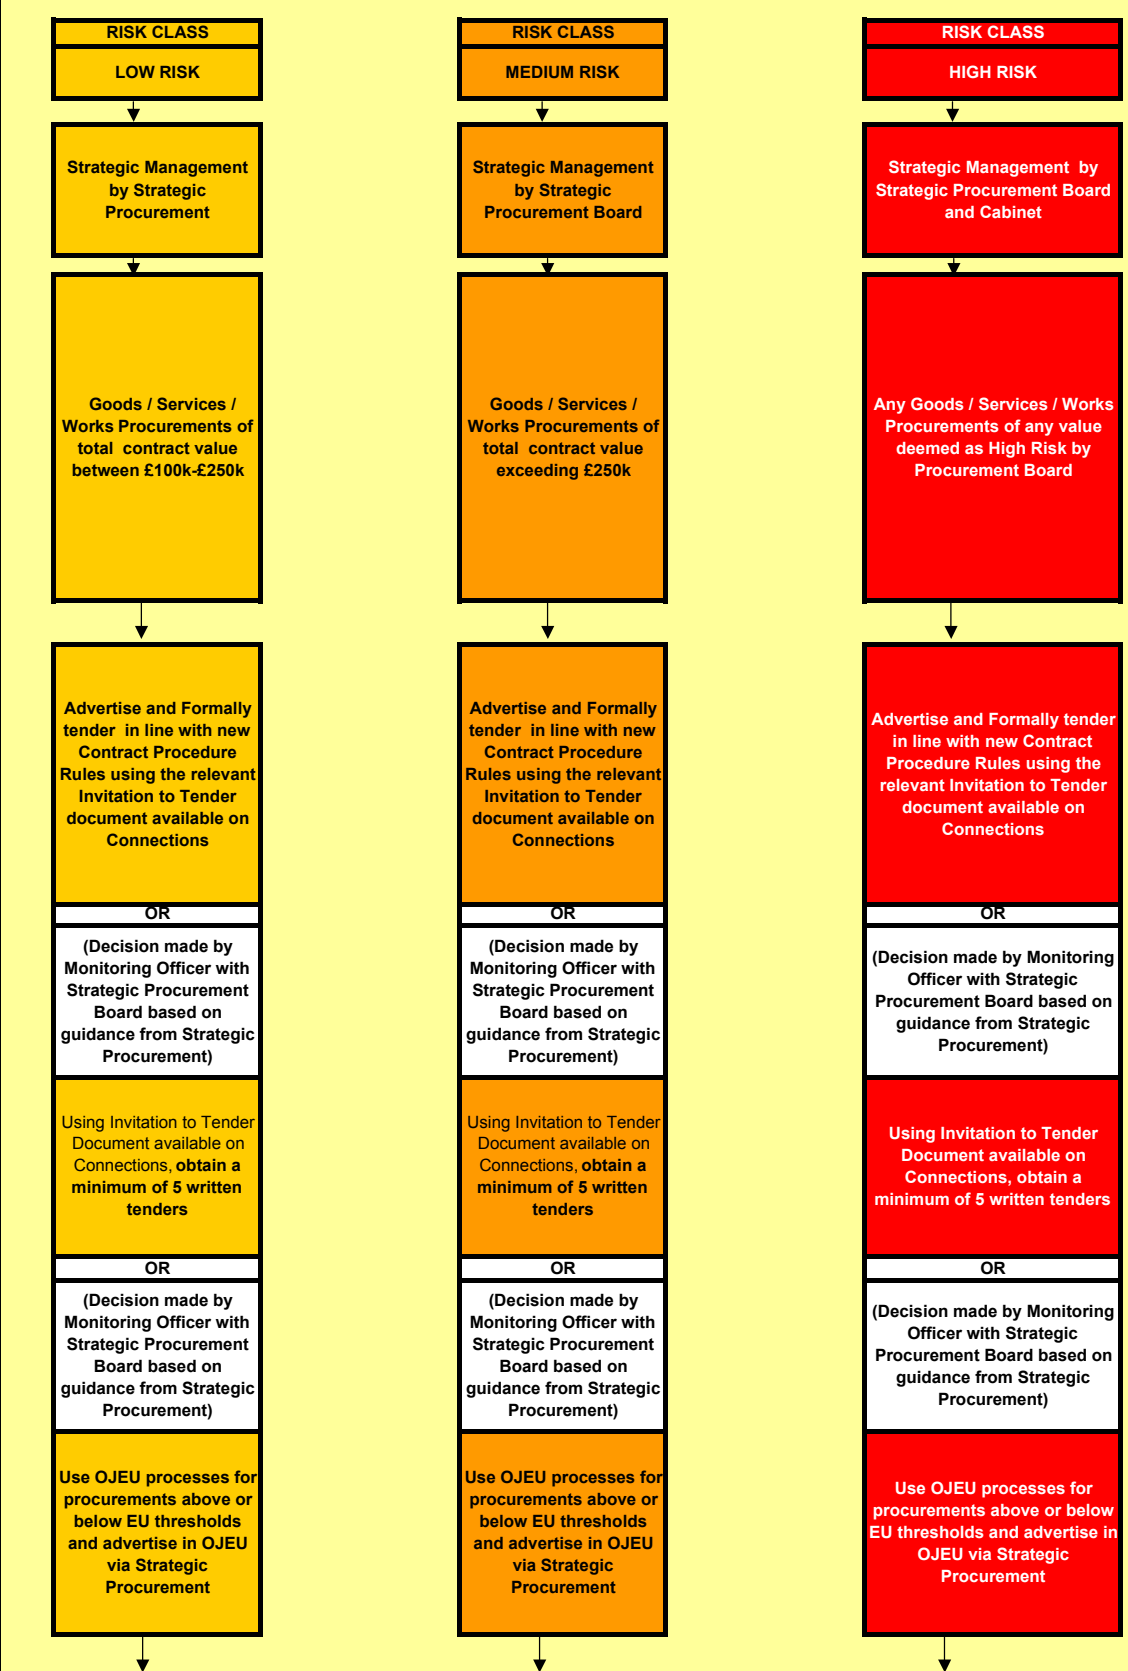 RISK CLASS
LOW RISK
Strategic Management
by Strategic
Procurement
Goods / Services /
Works Procurements of
total contract value
between £100k-£250k
Advertise and Formally
tender in line with new
Contract Procedure
Rules using the relevant
Invitation to Tender
document available on
Connections
OR
(Decision made by
Monitoring Officer with
Strategic Procurement
Board based on
guidance from Strategic
Procurement)
Using Invitation to Tender
Document available on
Connections, obtain a
minimum of 5 written
tenders
OR
(Decision made by
Monitoring Officer with
Strategic Procurement
Board based on
guidance from Strategic
Procurement)
Use OJEU processes for
procurements above or
below EU thresholds
and advertise in OJEU
via Strategic
Procurement
RISK CLASS
MEDIUM RISK
Strategic Management
by Strategic
Procurement Board
Goods / Services /
Works Procurements of
total contract value
exceeding £250k
Advertise and Formally
tender in line with new
Contract Procedure
Rules using the relevant
Invitation to Tender
document available on
Connections
OR
(Decision made by
Monitoring Officer with
Strategic Procurement
Board based on
guidance from Strategic
Procurement)
Using Invitation to Tender
Document available on
Connections, obtain a
minimum of 5 written
tenders
OR
(Decision made by
Monitoring Officer with
Strategic Procurement
Board based on
guidance from Strategic
Procurement)
Use OJEU processes for
procurements above or
below EU thresholds
and advertise in OJEU
via Strategic
Procurement
RISK CLASS
HIGH RISK
Strategic Management by
Strategic Procurement Board
and Cabinet
Any Goods / Services / Works
Procurements of any value
deemed as High Risk by
Procurement Board
Advertise and Formally tender
in line with new Contract
Procedure Rules using the
relevant Invitation to Tender
document available on
Connections
OR
(Decision made by Monitoring
Officer with Strategic
Procurement Board based on
guidance from Strategic
Procurement)
Using Invitation to Tender
Document available on
Connections, obtain a
minimum of 5 written tenders
OR
(Decision made by Monitoring
Officer with Strategic
Procurement Board based on
guidance from Strategic
Procurement)
Use OJEU processes for
procurements above or below
EU thresholds and advertise in
OJEU via Strategic
Procurement